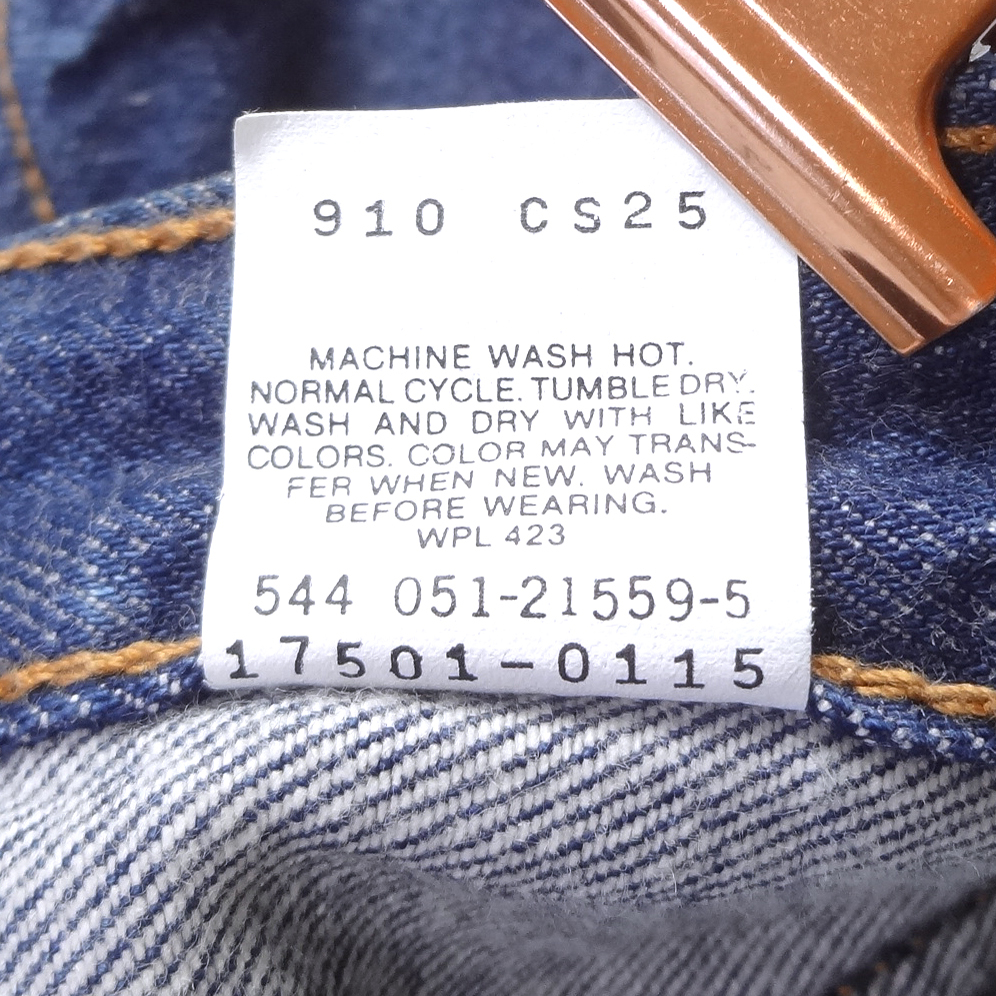 910 CS25
MACHINE WASH HOT.
NORMAL CYCLE. TUMBLE DRY.
WASH AND DRY WITH LIKE
COLORS. COLOR MAY TRANS-
FER WHEN NEW. WASH
BEFORE WEARING.
WPL 423
544 051-21559-5
17501-0115